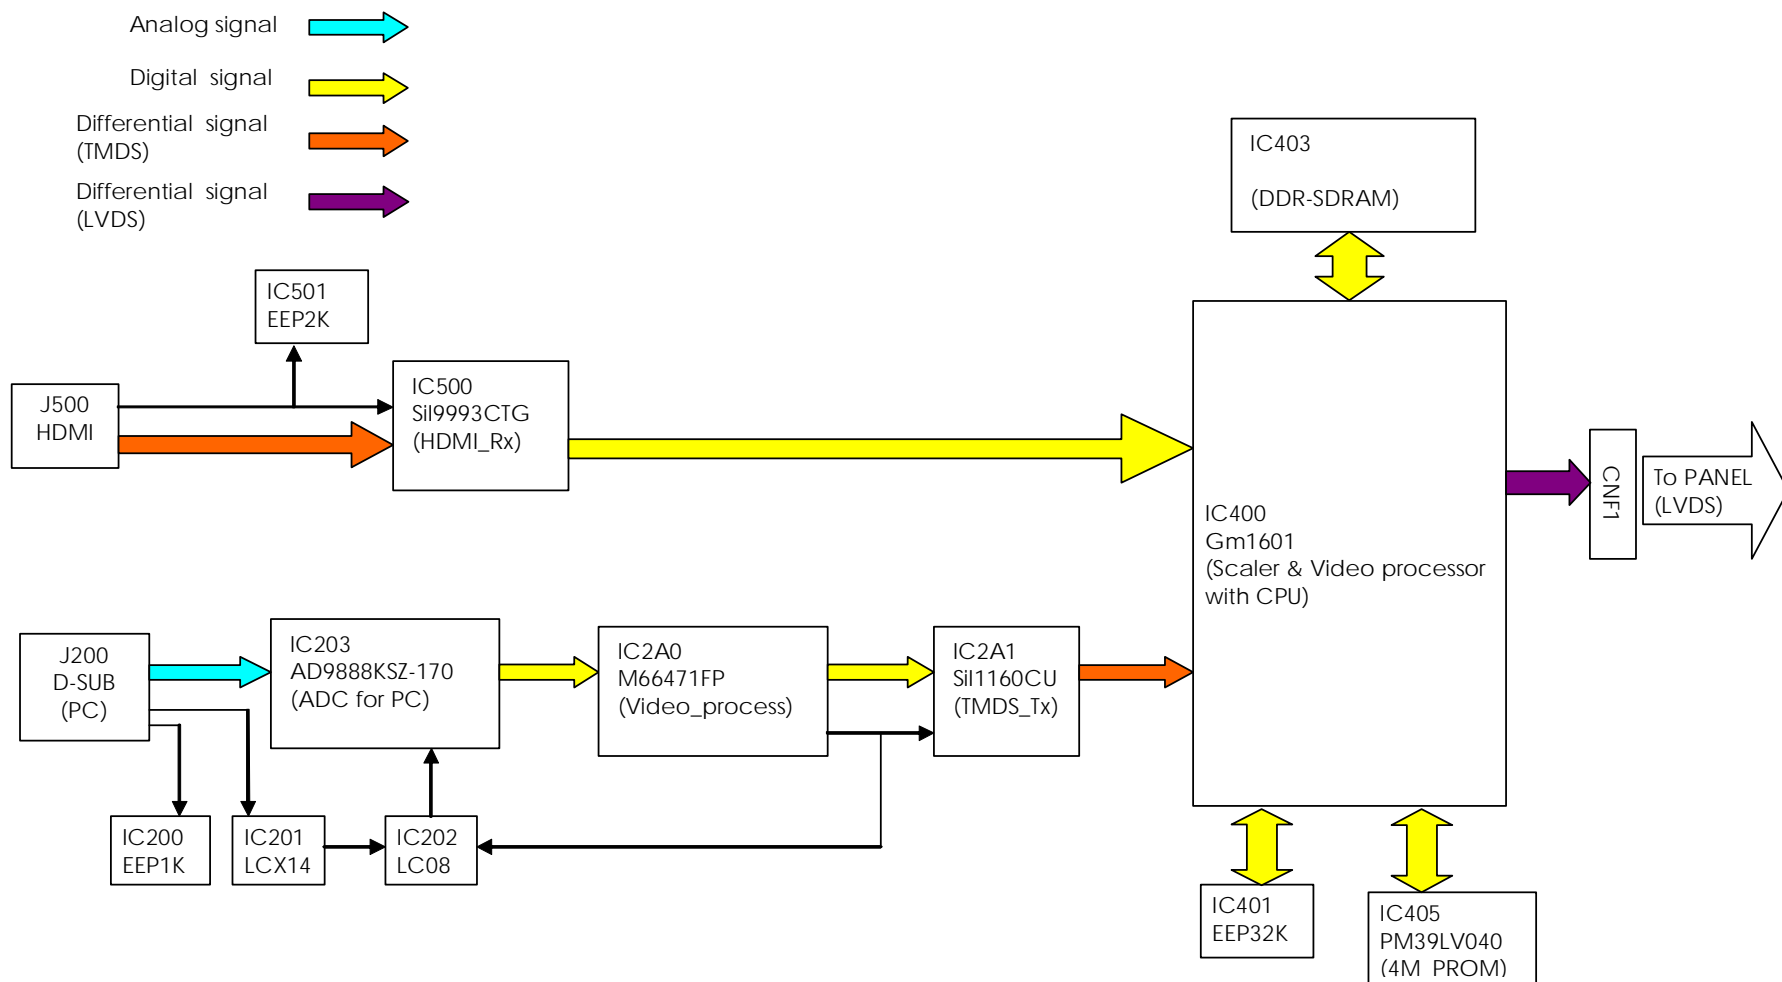 Analog signal
Digital signal
Differential signal
(TMDS)
Differential signal
(LVDS)
IC403
(DDR-SDRAM)
IC501
EEP2K
J500
HDMI
IC500
SiI9993CTG
(HDMI_Rx)
IC400
Gm1601
(Scaler & Video processor
with CPU)
CNF1
To PANEL
(LVDS)
J200
D-SUB
(PC)
IC203
AD9888KSZ-170
(ADC for PC)
IC2A0
M66471FP
(Video_process)
IC2A1
SiI1160CU
(TMDS_Tx)
IC200
EEP1K
IC201
LCX14
IC202
LC08
IC401
EEP32K
IC405
PM39LV040
(4M PROM)